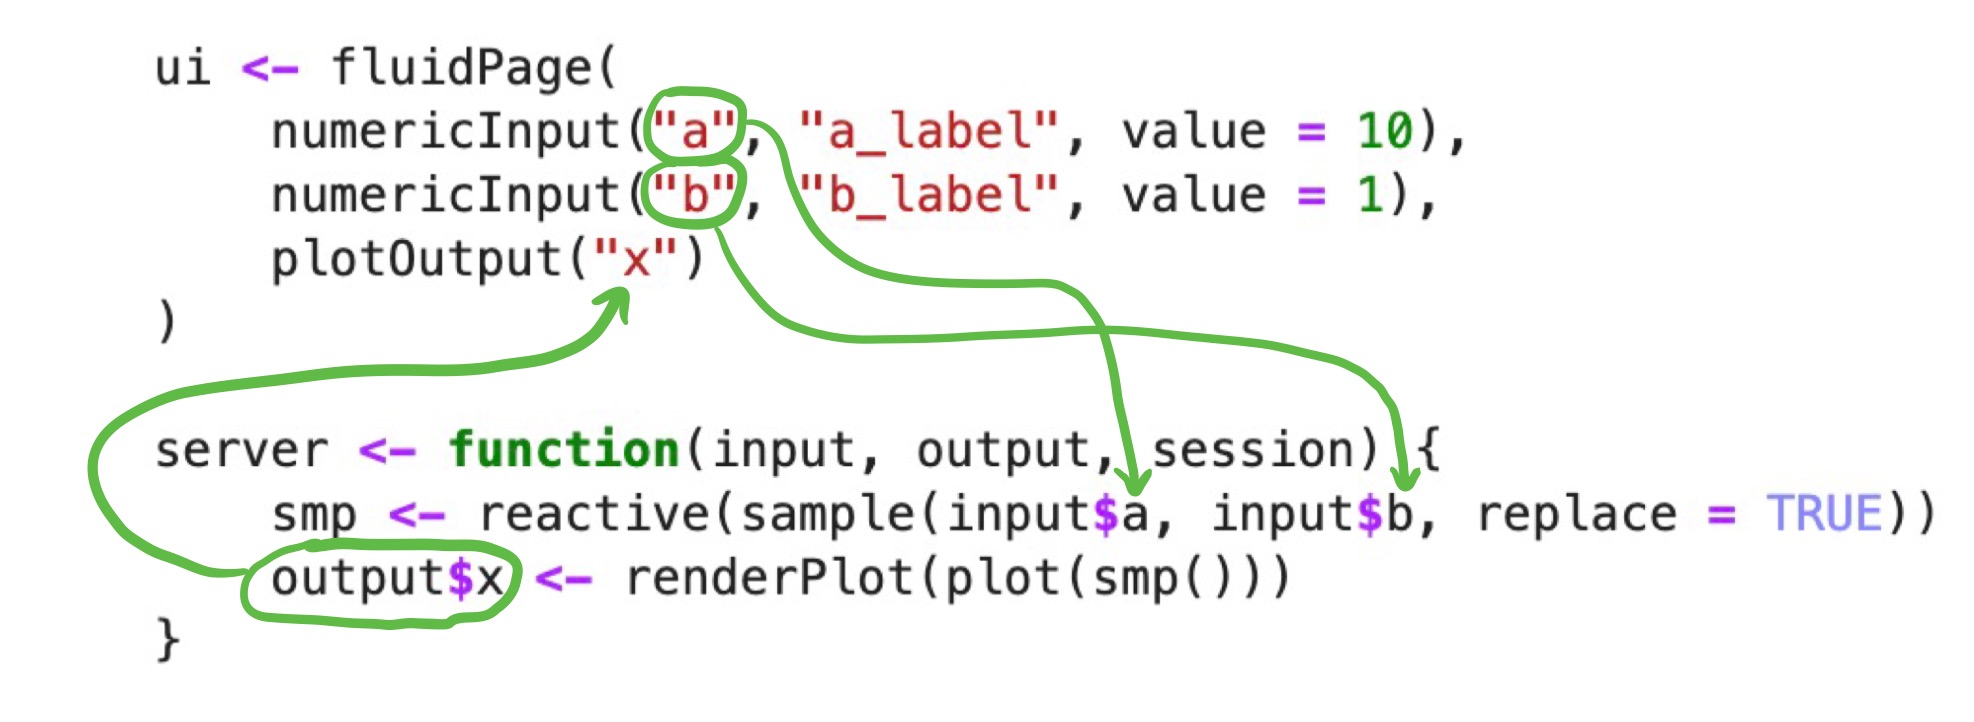 ui <- fluidPage(
numericInput("a", "a_label", value = 10),
numericInput("b", "b_label", value = 1),
plotOutput("x")
)
server <- function(input, output, session) {
smp <- reactive(sample(input$a, input$b, replace = TRUE))
output$x <- renderPlot(plot(smp()))
}